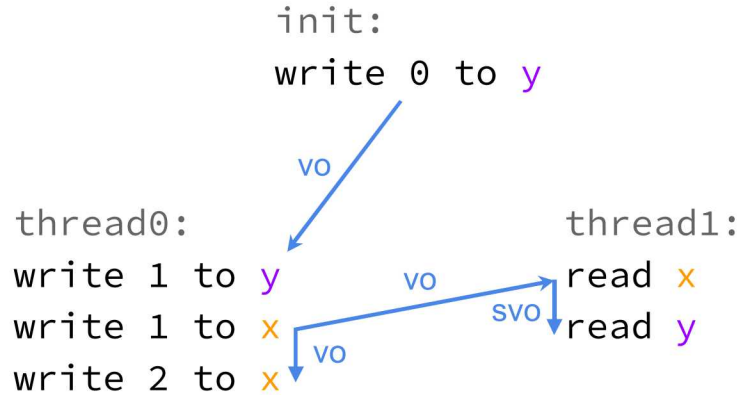 init:
write 0 to y
vo
thread0:
write 1 to y
write 1 to x
write 2 to x
vo
vo
svo
thread1:
read x
read y